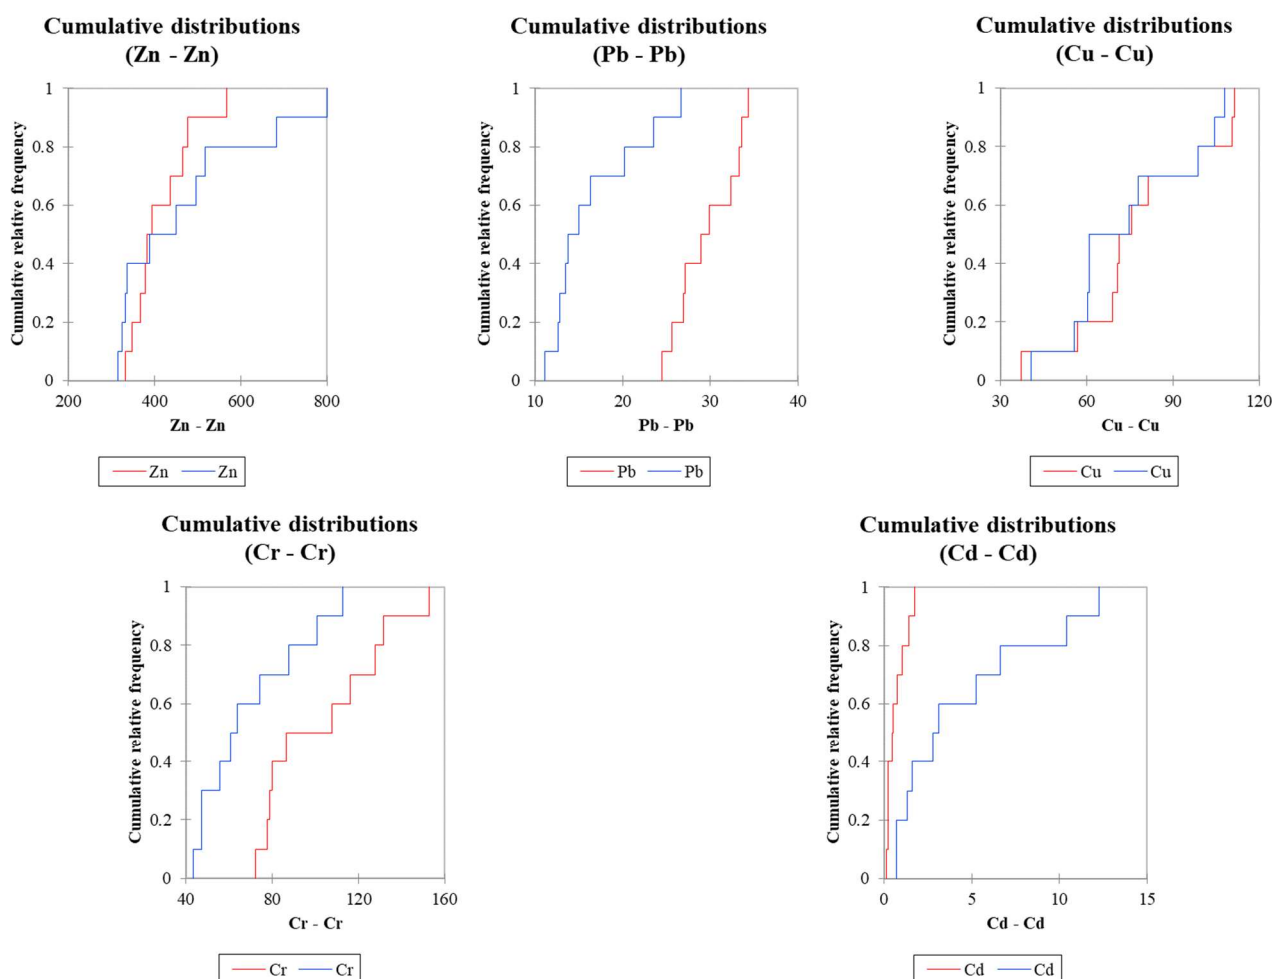 Cumulative distributions
(Zn - Zn)
Cumulative relative frequency
1
0.8
0.6
0.4
0.2
0
200 400 600 800
Zn - Zn
Zn Zn
Cumulative distributions
(Pb - Pb)
Cumulative relative frequency
1
0.8
0.6
0.4
0.2
0
10 20 30 40
Pb - Pb
Pb Pb
Cumulative distributions
(Cu - Cu)
Cumulative relative frequency
1
0.8
0.6
0.4
0.2
0
30 60 90 120
Cu - Cu
Cu Cu
Cumulative distributions
(Cr - Cr)
Cumulative relative frequency
1
0.8
0.6
0.4
0.2
0
40 80 120 160
Cr - Cr
Cr Cr
Cumulative distributions
(Cd - Cd)
Cumulative relative frequency
1
0.8
0.6
0.4
0.2
0
0 5 10 15
Cd - Cd
Cd Cd